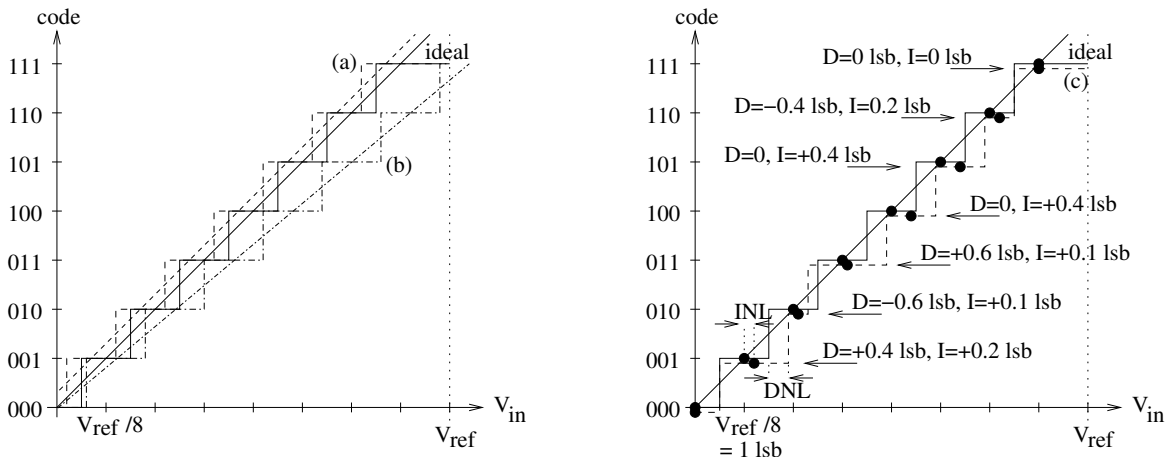 code
ideal
(a)
(b)
111
110
101
100
011
010
001
000
V_ref /8
V_in
V_ref
code
D=0 lsb, I=0 lsb
ideal
(c)
D=−0.4 lsb, I=0.2 lsb
D=0, I=+0.4 lsb
D=0, I=+0.4 lsb
D=+0.6 lsb, I=+0.1 lsb
D=−0.6 lsb, I=+0.1 lsb
D=+0.4 lsb, I=+0.2 lsb
INL
DNL
111
110
101
100
011
010
001
000
V_ref /8
= 1 lsb
V_in
V_ref